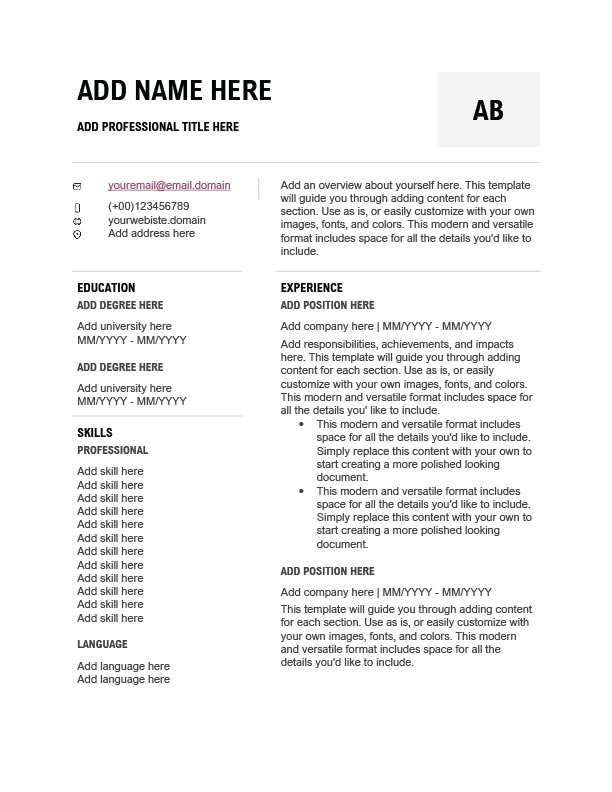 ADD NAME HERE
AB
ADD PROFESSIONAL TITLE HERE
youremail@email.domain
(+00)123456789
yourwebiste.domain
Add address here
Add an overview about yourself here. This template
will guide you through adding content for each
section. Use as is, or easily customize with your own
images, fonts, and colors. This modern and versatile
format includes space for all the details you'd like to
include.
EDUCATION
ADD DEGREE HERE
Add university here
MM/YYYY - MM/YYYY
ADD DEGREE HERE
Add university here
MM/YYYY - MM/YYYY
SKILLS
PROFESSIONAL
Add skill here
Add skill here
Add skill here
Add skill here
Add skill here
Add skill here
Add skill here
Add skill here
Add skill here
Add skill here
Add skill here
Add skill here
LANGUAGE
Add language here
Add language here
EXPERIENCE
ADD POSITION HERE
Add company here | MM/YYYY - MM/YYYY
Add responsibilities, achievements, and impacts
here. This template will guide you through adding
content for each section. Use as is, or easily
customize with your own images, fonts, and colors.
This modern and versatile format includes space for
all the details you' like to include.
• This modern and versatile format includes
space for all the details you'd like to include.
Simply replace this content with your own to
start creating a more polished looking
document.
• This modern and versatile format includes
space for all the details you'd like to include.
Simply replace this content with your own to
start creating a more polished looking
document.
ADD POSITION HERE
Add company here | MM/YYYY - MM/YYYY
This template will guide you through adding content
for each section. Use as is, or easily customize with
your own images, fonts, and colors. This modern
and versatile format includes space for all the
details you'd like to include.